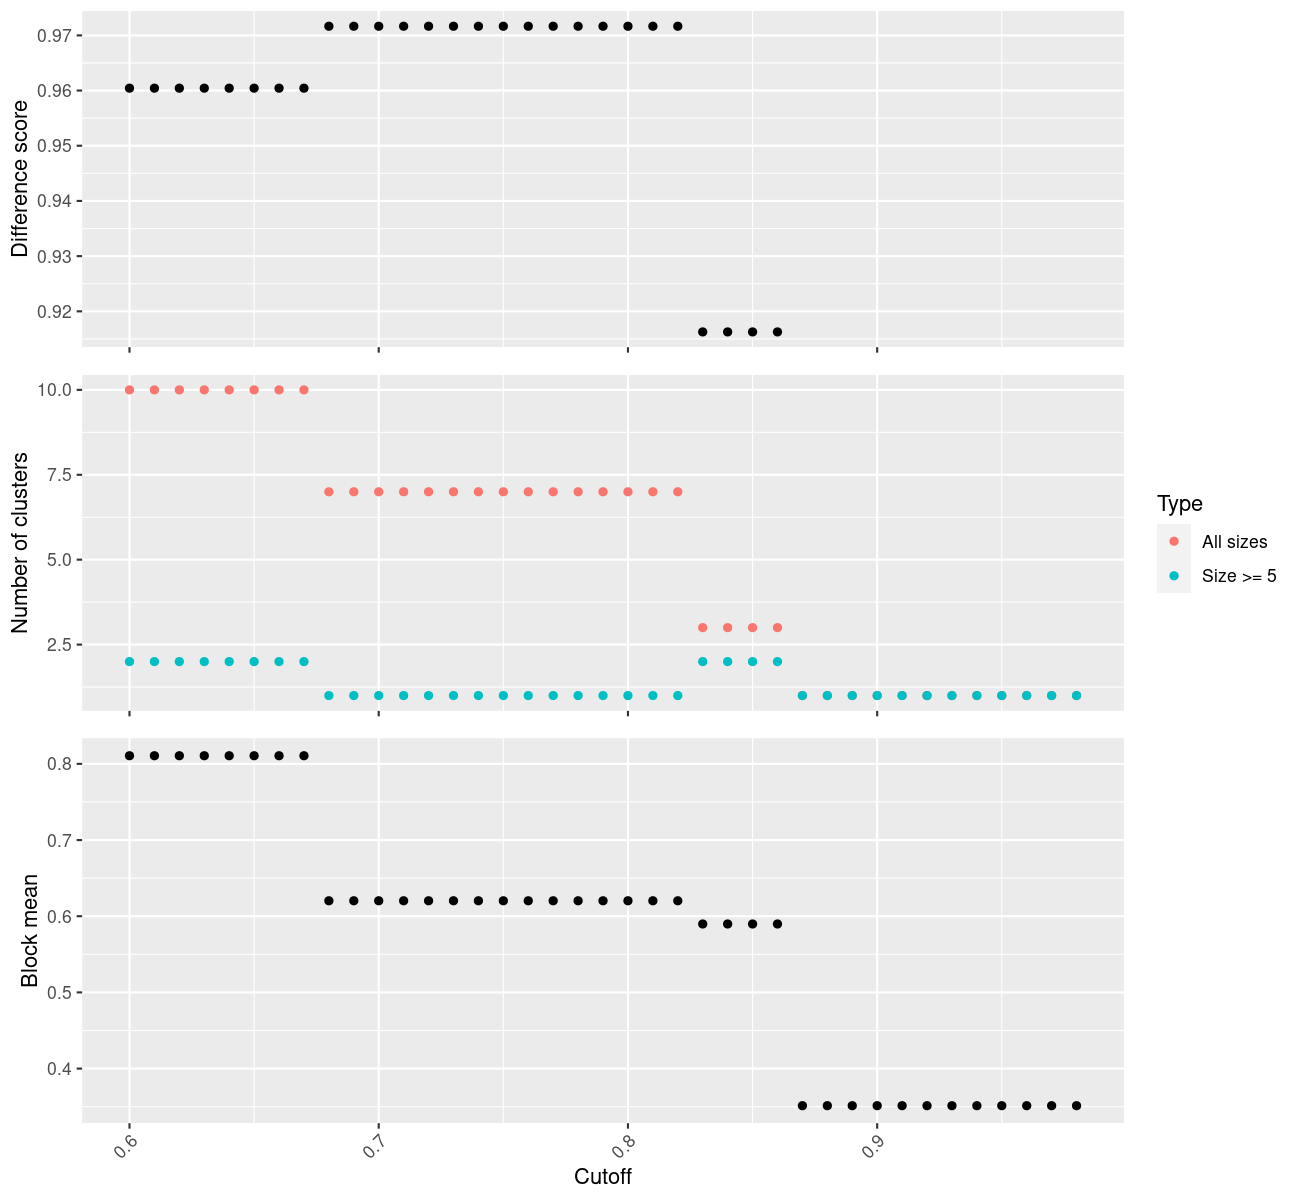 Difference score
0.97
0.96
0.95
0.94
0.93
0.92
Number of clusters
10.0
7.5
5.0
2.5
Type
All sizes
Size >= 5
Block mean
0.8
0.7
0.6
0.5
0.4
0.6 0.7 0.8 0.9
Cutoff